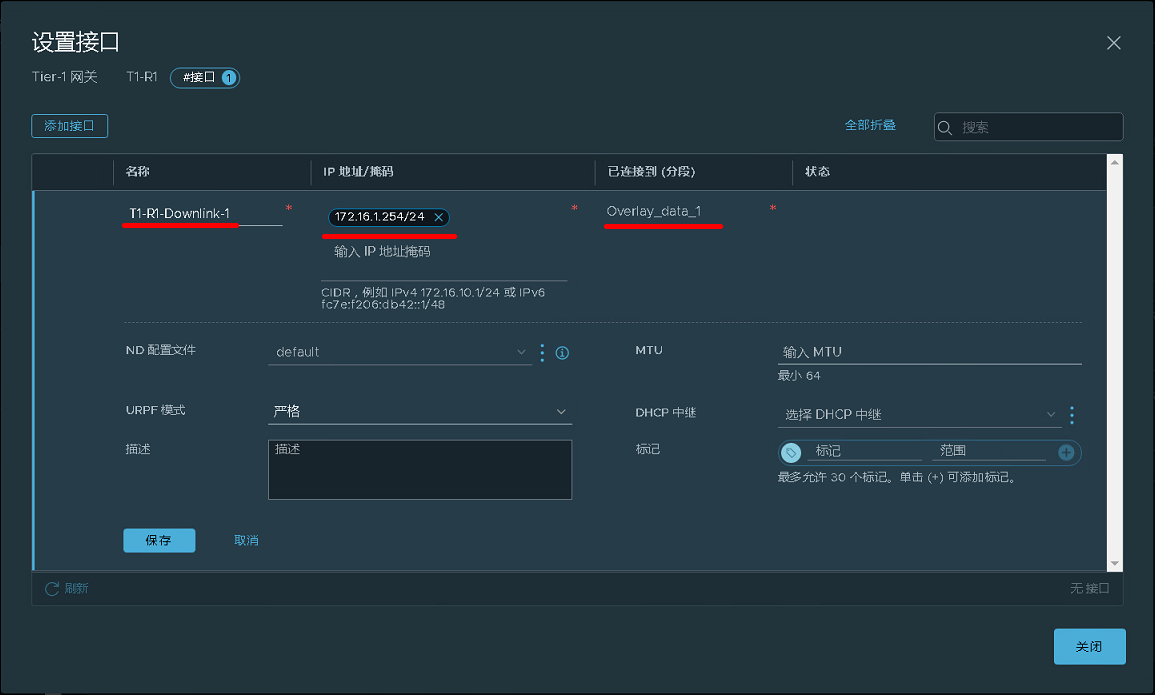 设置接口
Tier-1 网关 T1-R1 #接口 1
添加接口 全部折叠 搜索
名称 IP 地址/掩码 已连接到 (分段) 状态
T1-R1-Downlink-1 * 172.16.1.254/24 * Overlay_data_1 *
输入 IP 地址掩码
CIDR，例如 IPv4 172.16.10.1/24 或 IPv6
fc7e:f206:db42::1/48
ND 配置文件 default MTU 输入 MTU
最小 64
URPF 模式 严格 DHCP 中继 选择 DHCP 中继
描述 描述 标记 标记 范围
最多允许 30 个标记。单击 (+) 可添加标记。
保存 取消
刷新 无接口
关闭